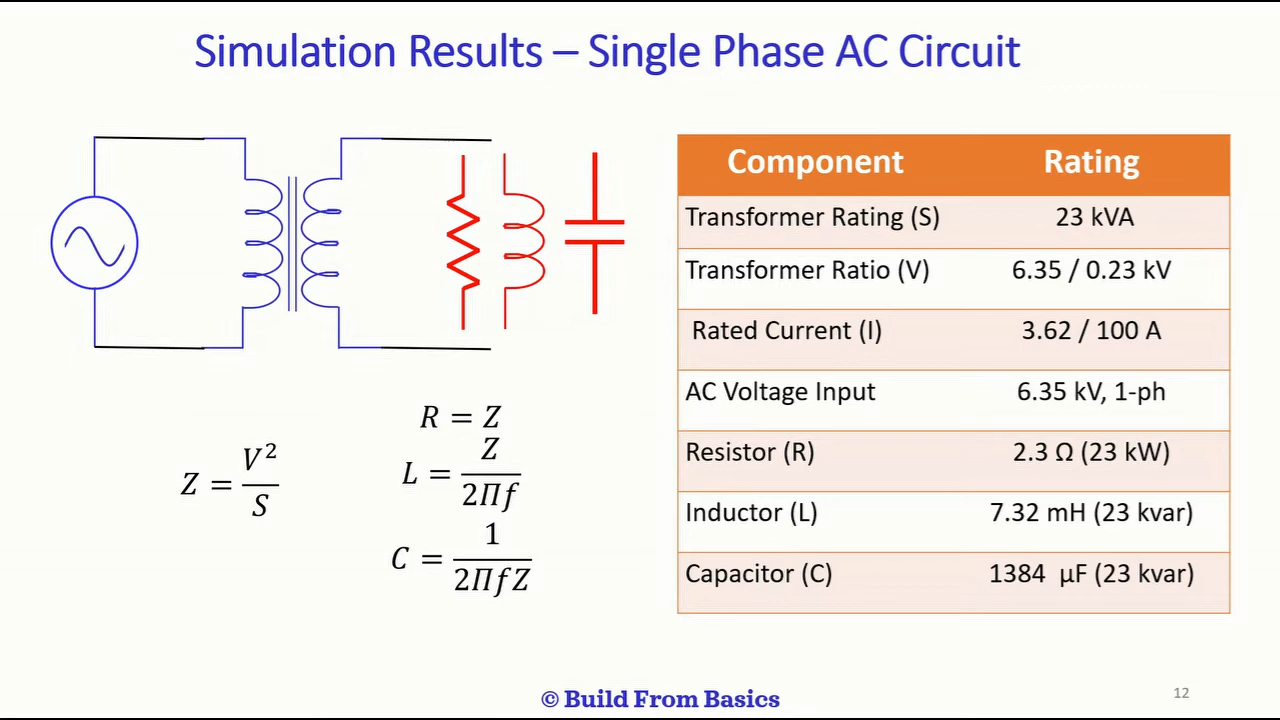 Simulation Results – Single Phase AC Circuit
Component Rating
Transformer Rating (S) 23 kVA
Transformer Ratio (V) 6.35 / 0.23 kV
Rated Current (I) 3.62 / 100 A
AC Voltage Input 6.35 kV, 1-ph
Resistor (R) 2.3 Ω (23 kW)
Inductor (L) 7.32 mH (23 kvar)
Capacitor (C) 1384 µF (23 kvar)
Z = V² / S
R = Z
L = Z / 2Πf
C = 1 / 2ΠfZ
© Build From Basics
12